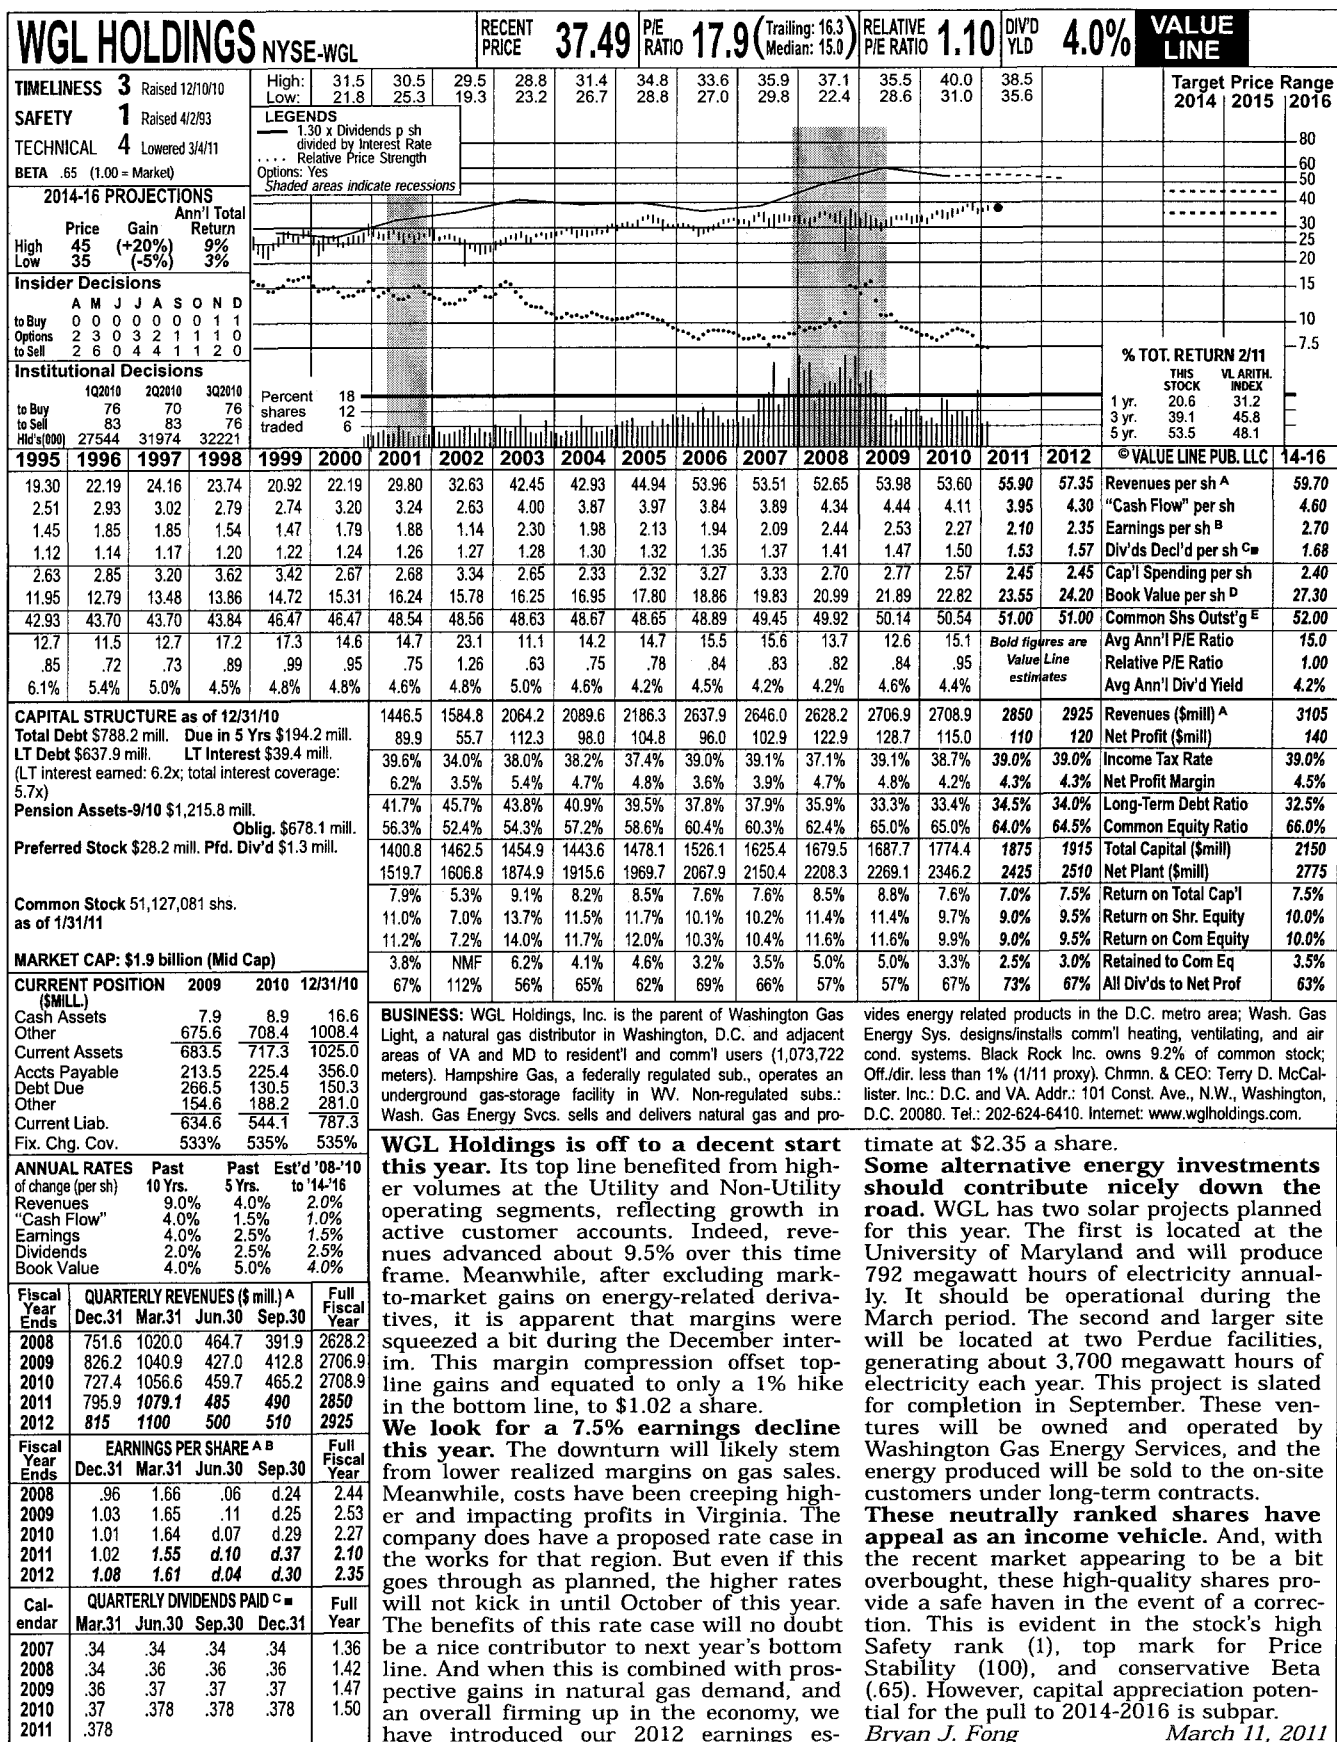 WGL HOLDINGS NYSE-WGL
RECENT PRICE 37.49 P/E RATIO 17.9 (Trailing: 16.3 Median: 15.0) RELATIVE P/E RATIO 1.10 DIV'D YLD 4.0% VALUE LINE
TIMELINESS 3 Raised 12/10/10
SAFETY 1 Raised 4/2/93
TECHNICAL 4 Lowered 3/4/11
BETA .65 (1.00 = Market)
2014-16 PROJECTIONS
Ann'l Total
Price Gain Return
High 45 (+20%) 9%
Low 35 (-5%) 3%
Insider Decisions
A M J J A S O N D
to Buy 0 0 0 0 0 0 0 1 1
Options 2 3 0 3 2 1 1 1 0
to Sell 2 6 0 4 4 1 1 2 0
Institutional Decisions
1Q2010 2Q2010 3Q2010
to Buy 76 70 76
to Sell 83 83 76
Hld's(000) 27544 31974 32221
High: 31.5 30.5 29.5 28.8 31.4 34.8 33.6 35.9 37.1 35.5 40.0 38.5
Low: 21.8 25.3 19.3 23.2 26.7 28.8 27.0 29.8 22.4 28.6 31.0 35.6
LEGENDS
1.30 x Dividends p sh
divided by Interest Rate
. . . . Relative Price Strength
Options: Yes
Shaded areas indicate recessions
Target Price Range
2014 2015 2016
80
60
50
40
30
25
20
15
10
7.5
Percent shares traded
18
12
6
% TOT. RETURN 2/11
THIS STOCK VL ARITH. INDEX
1 yr. 20.6 31.2
3 yr. 39.1 45.8
5 yr. 53.5 48.1
1995 1996 1997 1998 1999 2000 2001 2002 2003 2004 2005 2006 2007 2008 2009 2010 2011 2012 © VALUE LINE PUB. LLC 14-16
19.30 22.19 24.16 23.74 20.92 22.19 29.80 32.63 42.45 42.93 44.94 53.96 53.51 52.65 53.98 53.60 55.90 57.35 Revenues per sh A 59.70
2.51 2.93 3.02 2.79 2.74 3.20 3.24 2.63 4.00 3.87 3.97 3.84 3.89 4.34 4.44 4.11 3.95 4.30 "Cash Flow" per sh 4.60
1.45 1.85 1.85 1.54 1.47 1.79 1.88 1.14 2.30 1.98 2.13 1.94 2.09 2.44 2.53 2.27 2.10 2.35 Earnings per sh B 2.70
1.12 1.14 1.17 1.20 1.22 1.24 1.26 1.27 1.28 1.30 1.32 1.35 1.37 1.41 1.47 1.50 1.53 1.57 Div'ds Decl'd per sh C■ 1.68
2.63 2.85 3.20 3.62 3.42 2.67 2.68 3.34 2.65 2.33 2.32 3.27 3.33 2.70 2.77 2.57 2.45 2.45 Cap'l Spending per sh 2.40
11.95 12.79 13.48 13.86 14.72 15.31 16.24 15.78 16.25 16.95 17.80 18.86 19.83 20.99 21.89 22.82 23.55 24.20 Book Value per sh D 27.30
42.93 43.70 43.70 43.84 46.47 46.47 48.54 48.56 48.63 48.67 48.65 48.89 49.45 49.92 50.14 50.54 51.00 51.00 Common Shs Outst'g E 52.00
12.7 11.5 12.7 17.2 17.3 14.6 14.7 23.1 11.1 14.2 14.7 15.5 15.6 13.7 12.6 15.1 Bold figures are Avg Ann'l P/E Ratio 15.0
.85 .72 .73 .89 .99 .95 .75 1.26 .63 .75 .78 .84 .83 .82 .84 .95 Value Line Relative P/E Ratio 1.00
6.1% 5.4% 5.0% 4.5% 4.8% 4.8% 4.6% 4.8% 5.0% 4.6% 4.2% 4.5% 4.2% 4.2% 4.6% 4.4% estimates Avg Ann'l Div'd Yield 4.2%
CAPITAL STRUCTURE as of 12/31/10
Total Debt $788.2 mill. Due in 5 Yrs $194.2 mill.
LT Debt $637.9 mill. LT Interest $39.4 mill.
(LT interest earned: 6.2x; total interest coverage:
5.7x)
Pension Assets-9/10 $1,215.8 mill.
Oblig. $678.1 mill.
Preferred Stock $28.2 mill. Pfd. Div'd $1.3 mill.
Common Stock 51,127,081 shs.
as of 1/31/11
MARKET CAP: $1.9 billion (Mid Cap)
1446.5 1584.8 2064.2 2089.6 2186.3 2637.9 2646.0 2628.2 2706.9 2708.9 2850 2925 Revenues ($mill) A 3105
89.9 55.7 112.3 98.0 104.8 96.0 102.9 122.9 128.7 115.0 110 120 Net Profit ($mill) 140
39.6% 34.0% 38.0% 38.2% 37.4% 39.0% 39.1% 37.1% 39.1% 38.7% 39.0% 39.0% Income Tax Rate 39.0%
6.2% 3.5% 5.4% 4.7% 4.8% 3.6% 3.9% 4.7% 4.8% 4.2% 4.3% 4.3% Net Profit Margin 4.5%
41.7% 45.7% 43.8% 40.9% 39.5% 37.8% 37.9% 35.9% 33.3% 33.4% 34.5% 34.0% Long-Term Debt Ratio 32.5%
56.3% 52.4% 54.3% 57.2% 58.6% 60.4% 60.3% 62.4% 65.0% 65.0% 64.0% 64.5% Common Equity Ratio 66.0%
1400.8 1462.5 1454.9 1443.6 1478.1 1526.1 1625.4 1679.5 1687.7 1774.4 1875 1915 Total Capital ($mill) 2150
1519.7 1606.8 1874.9 1915.6 1969.7 2067.9 2150.4 2208.3 2269.1 2346.2 2425 2510 Net Plant ($mill) 2775
7.9% 5.3% 9.1% 8.2% 8.5% 7.6% 7.6% 8.5% 8.8% 7.6% 7.0% 7.5% Return on Total Cap'l 7.5%
11.0% 7.0% 13.7% 11.5% 11.7% 10.1% 10.2% 11.4% 11.4% 9.7% 9.0% 9.5% Return on Shr. Equity 10.0%
11.2% 7.2% 14.0% 11.7% 12.0% 10.3% 10.4% 11.6% 11.6% 9.9% 9.0% 9.5% Return on Com Equity 10.0%
3.8% NMF 6.2% 4.1% 4.6% 3.2% 3.5% 5.0% 5.0% 3.3% 2.5% 3.0% Retained to Com Eq 3.5%
67% 112% 56% 65% 62% 69% 66% 57% 57% 67% 73% 67% All Div'ds to Net Prof 63%
CURRENT POSITION 2009 2010 12/31/10
($MILL.)
Cash Assets 7.9 8.9 16.6
Other 675.6 708.4 1008.4
Current Assets 683.5 717.3 1025.0
Accts Payable 213.5 225.4 356.0
Debt Due 266.5 130.5 150.3
Other 154.6 188.2 281.0
Current Liab. 634.6 544.1 787.3
Fix. Chg. Cov. 533% 535% 535%
ANNUAL RATES Past Past Est'd '08-'10
of change (per sh) 10 Yrs. 5 Yrs. to '14-'16
Revenues 9.0% 4.0% 2.0%
"Cash Flow" 4.0% 1.5% 1.0%
Earnings 4.0% 2.5% 1.5%
Dividends 2.0% 2.5% 2.5%
Book Value 4.0% 5.0% 4.0%
Fiscal Year Ends QUARTERLY REVENUES ($ mill.) A Full Fiscal Year
Dec.31 Mar.31 Jun.30 Sep.30
2008 751.6 1020.0 464.7 391.9 2628.2
2009 826.2 1040.9 427.0 412.8 2706.9
2010 727.4 1056.6 459.7 465.2 2708.9
2011 795.9 1079.1 485 490 2850
2012 815 1100 500 510 2925
Fiscal Year Ends EARNINGS PER SHARE A B Full Fiscal Year
Dec.31 Mar.31 Jun.30 Sep.30
2008 .96 1.66 .06 d.24 2.44
2009 1.03 1.65 .11 d.25 2.53
2010 1.01 1.64 d.07 d.29 2.27
2011 1.02 1.55 d.10 d.37 2.10
2012 1.08 1.61 d.04 d.30 2.35
Calendar QUARTERLY DIVIDENDS PAID C■ Full Year
Mar.31 Jun.30 Sep.30 Dec.31
2007 .34 .34 .34 .34 1.36
2008 .34 .36 .36 .36 1.42
2009 .36 .37 .37 .37 1.47
2010 .37 .378 .378 .378 1.50
2011 .378
BUSINESS: WGL Holdings, Inc. is the parent of Washington Gas
Light, a natural gas distributor in Washington, D.C. and adjacent
areas of VA and MD to resident'l and comm'l users (1,073,722
meters). Hampshire Gas, a federally regulated sub., operates an
underground gas-storage facility in WV. Non-regulated subs.:
Wash. Gas Energy Svcs. sells and delivers natural gas and pro-
vides energy related products in the D.C. metro area; Wash. Gas
Energy Sys. designs/installs comm'l heating, ventilating, and air
cond. systems. Black Rock Inc. owns 9.2% of common stock;
Off./dir. less than 1% (1/11 proxy). Chrmn. & CEO: Terry D. McCal-
lister. Inc.: D.C. and VA. Addr.: 101 Const. Ave., N.W., Washington,
D.C. 20080. Tel.: 202-624-6410. Internet: www.wglholdings.com.
WGL Holdings is off to a decent start
this year. Its top line benefited from high-
er volumes at the Utility and Non-Utility
operating segments, reflecting growth in
active customer accounts. Indeed, reve-
nues advanced about 9.5% over this time
frame. Meanwhile, after excluding mark-
to-market gains on energy-related deriva-
tives, it is apparent that margins were
squeezed a bit during the December inter-
im. This margin compression offset top-
line gains and equated to only a 1% hike
in the bottom line, to $1.02 a share.
We look for a 7.5% earnings decline
this year. The downturn will likely stem
from lower realized margins on gas sales.
Meanwhile, costs have been creeping high-
er and impacting profits in Virginia. The
company does have a proposed rate case in
the works for that region. But even if this
goes through as planned, the higher rates
will not kick in until October of this year.
The benefits of this rate case will no doubt
be a nice contributor to next year's bottom
line. And when this is combined with pros-
pective gains in natural gas demand, and
an overall firming up in the economy, we
have introduced our 2012 earnings es-
timate at $2.35 a share.
Some alternative energy investments
should contribute nicely down the
road. WGL has two solar projects planned
for this year. The first is located at the
University of Maryland and will produce
792 megawatt hours of electricity annual-
ly. It should be operational during the
March period. The second and larger site
will be located at two Perdue facilities,
generating about 3,700 megawatt hours of
electricity each year. This project is slated
for completion in September. These ven-
tures will be owned and operated by
Washington Gas Energy Services, and the
energy produced will be sold to the on-site
customers under long-term contracts.
These neutrally ranked shares have
appeal as an income vehicle. And, with
the recent market appearing to be a bit
overbought, these high-quality shares pro-
vide a safe haven in the event of a correc-
tion. This is evident in the stock's high
Safety rank (1), top mark for Price
Stability (100), and conservative Beta
(.65). However, capital appreciation poten-
tial for the pull to 2014-2016 is subpar.
Bryan J. Fong March 11, 2011